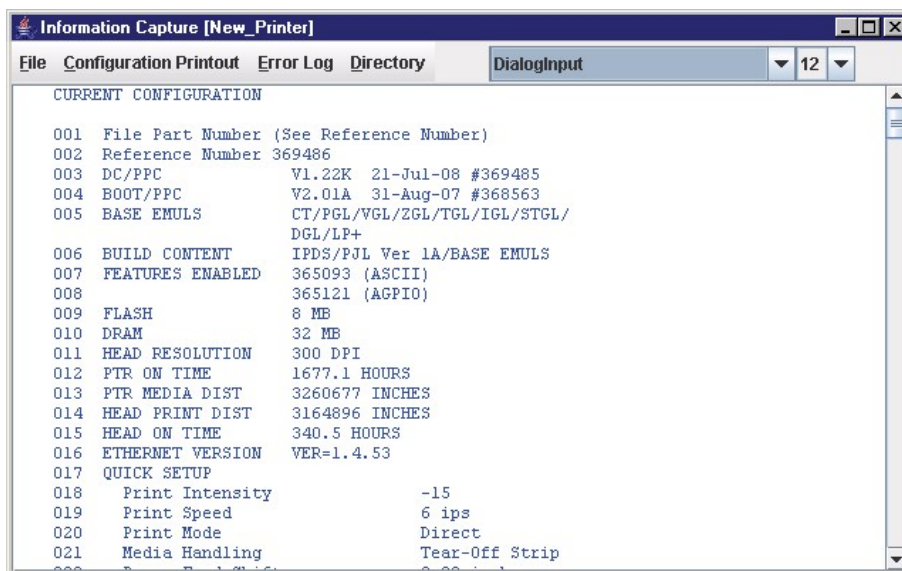 Information Capture [New_Printer]
File Configuration Printout Error Log Directory DialogInput 12
CURRENT CONFIGURATION
001 File Part Number (See Reference Number)
002 Reference Number 369486
003 DC/PPC V1.22K 21-Jul-08 #369485
004 BOOT/PPC V2.01A 31-Aug-07 #368563
005 BASE EMULS CT/PGL/VGL/ZGL/TGL/IGL/STGL/
DGL/LP+
006 BUILD CONTENT IPDS/PJL Ver 1A/BASE EMULS
007 FEATURES ENABLED 365093 (ASCII)
008 365121 (AGPIO)
009 FLASH 8 MB
010 DRAM 32 MB
011 HEAD RESOLUTION 300 DPI
012 PTR ON TIME 1677.1 HOURS
013 PTR MEDIA DIST 3260677 INCHES
014 HEAD PRINT DIST 3164896 INCHES
015 HEAD ON TIME 340.5 HOURS
016 ETHERNET VERSION VER=1.4.53
017 QUICK SETUP
018 Print Intensity -15
019 Print Speed 6 ips
020 Print Mode Direct
021 Media Handling Tear-Off Strip